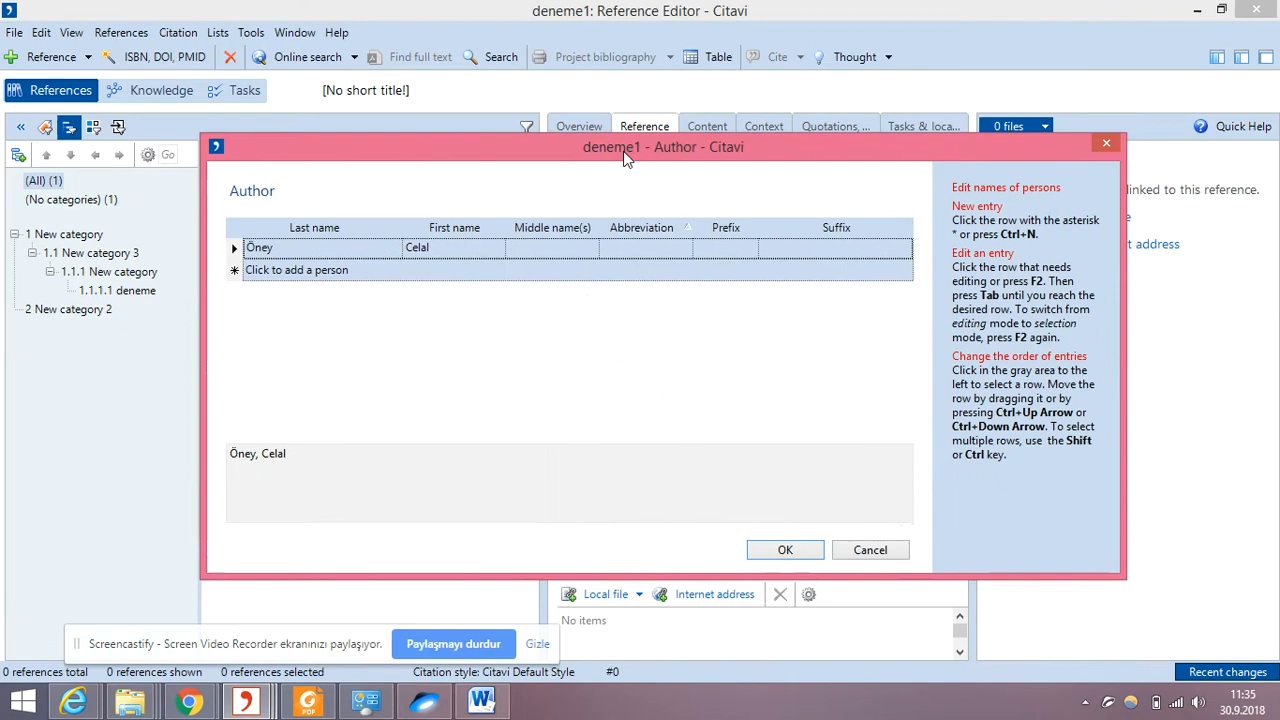 deneme1: Reference Editor - Citavi
File Edit View References Citation Lists Tools Window Help
Reference ISBN, DOI, PMID Online search Find full text Search Project bibliography Table Cite Thought
References Knowledge Tasks [No short title!]
Overview Reference Content Context Quotations, ... Tasks & loca... 0 files Quick Help
Go
(All) (1)
(No categories) (1)
1 New category
1.1 New category 3
1.1.1 New category
1.1.1.1 deneme
2 New category 2
linked to this reference.
address
deneme1 - Author - Citavi
Author
Last name First name Middle name(s) Abbreviation Prefix Suffix
Öney Celal
Click to add a person
Öney, Celal
OK Cancel
Edit names of persons
New entry
Click the row with the asterisk
* or press Ctrl+N.
Edit an entry
Click the row that needs
editing or press F2. Then
press Tab until you reach the
desired row. To switch from
editing mode to selection
mode, press F2 again.
Change the order of entries
Click in the gray area to the
left to select a row. Move the
row by dragging it or by
pressing Ctrl+Up Arrow or
Ctrl+Down Arrow. To select
multiple rows, use the Shift
or Ctrl key.
Local file Internet address
No items
Screencastify - Screen Video Recorder ekranınızı paylaşıyor. Paylaşmayı durdur Gizle
0 references total 0 references shown 0 references selected Citation style: Citavi Default Style #0 Recent changes
11:35
30.9.2018